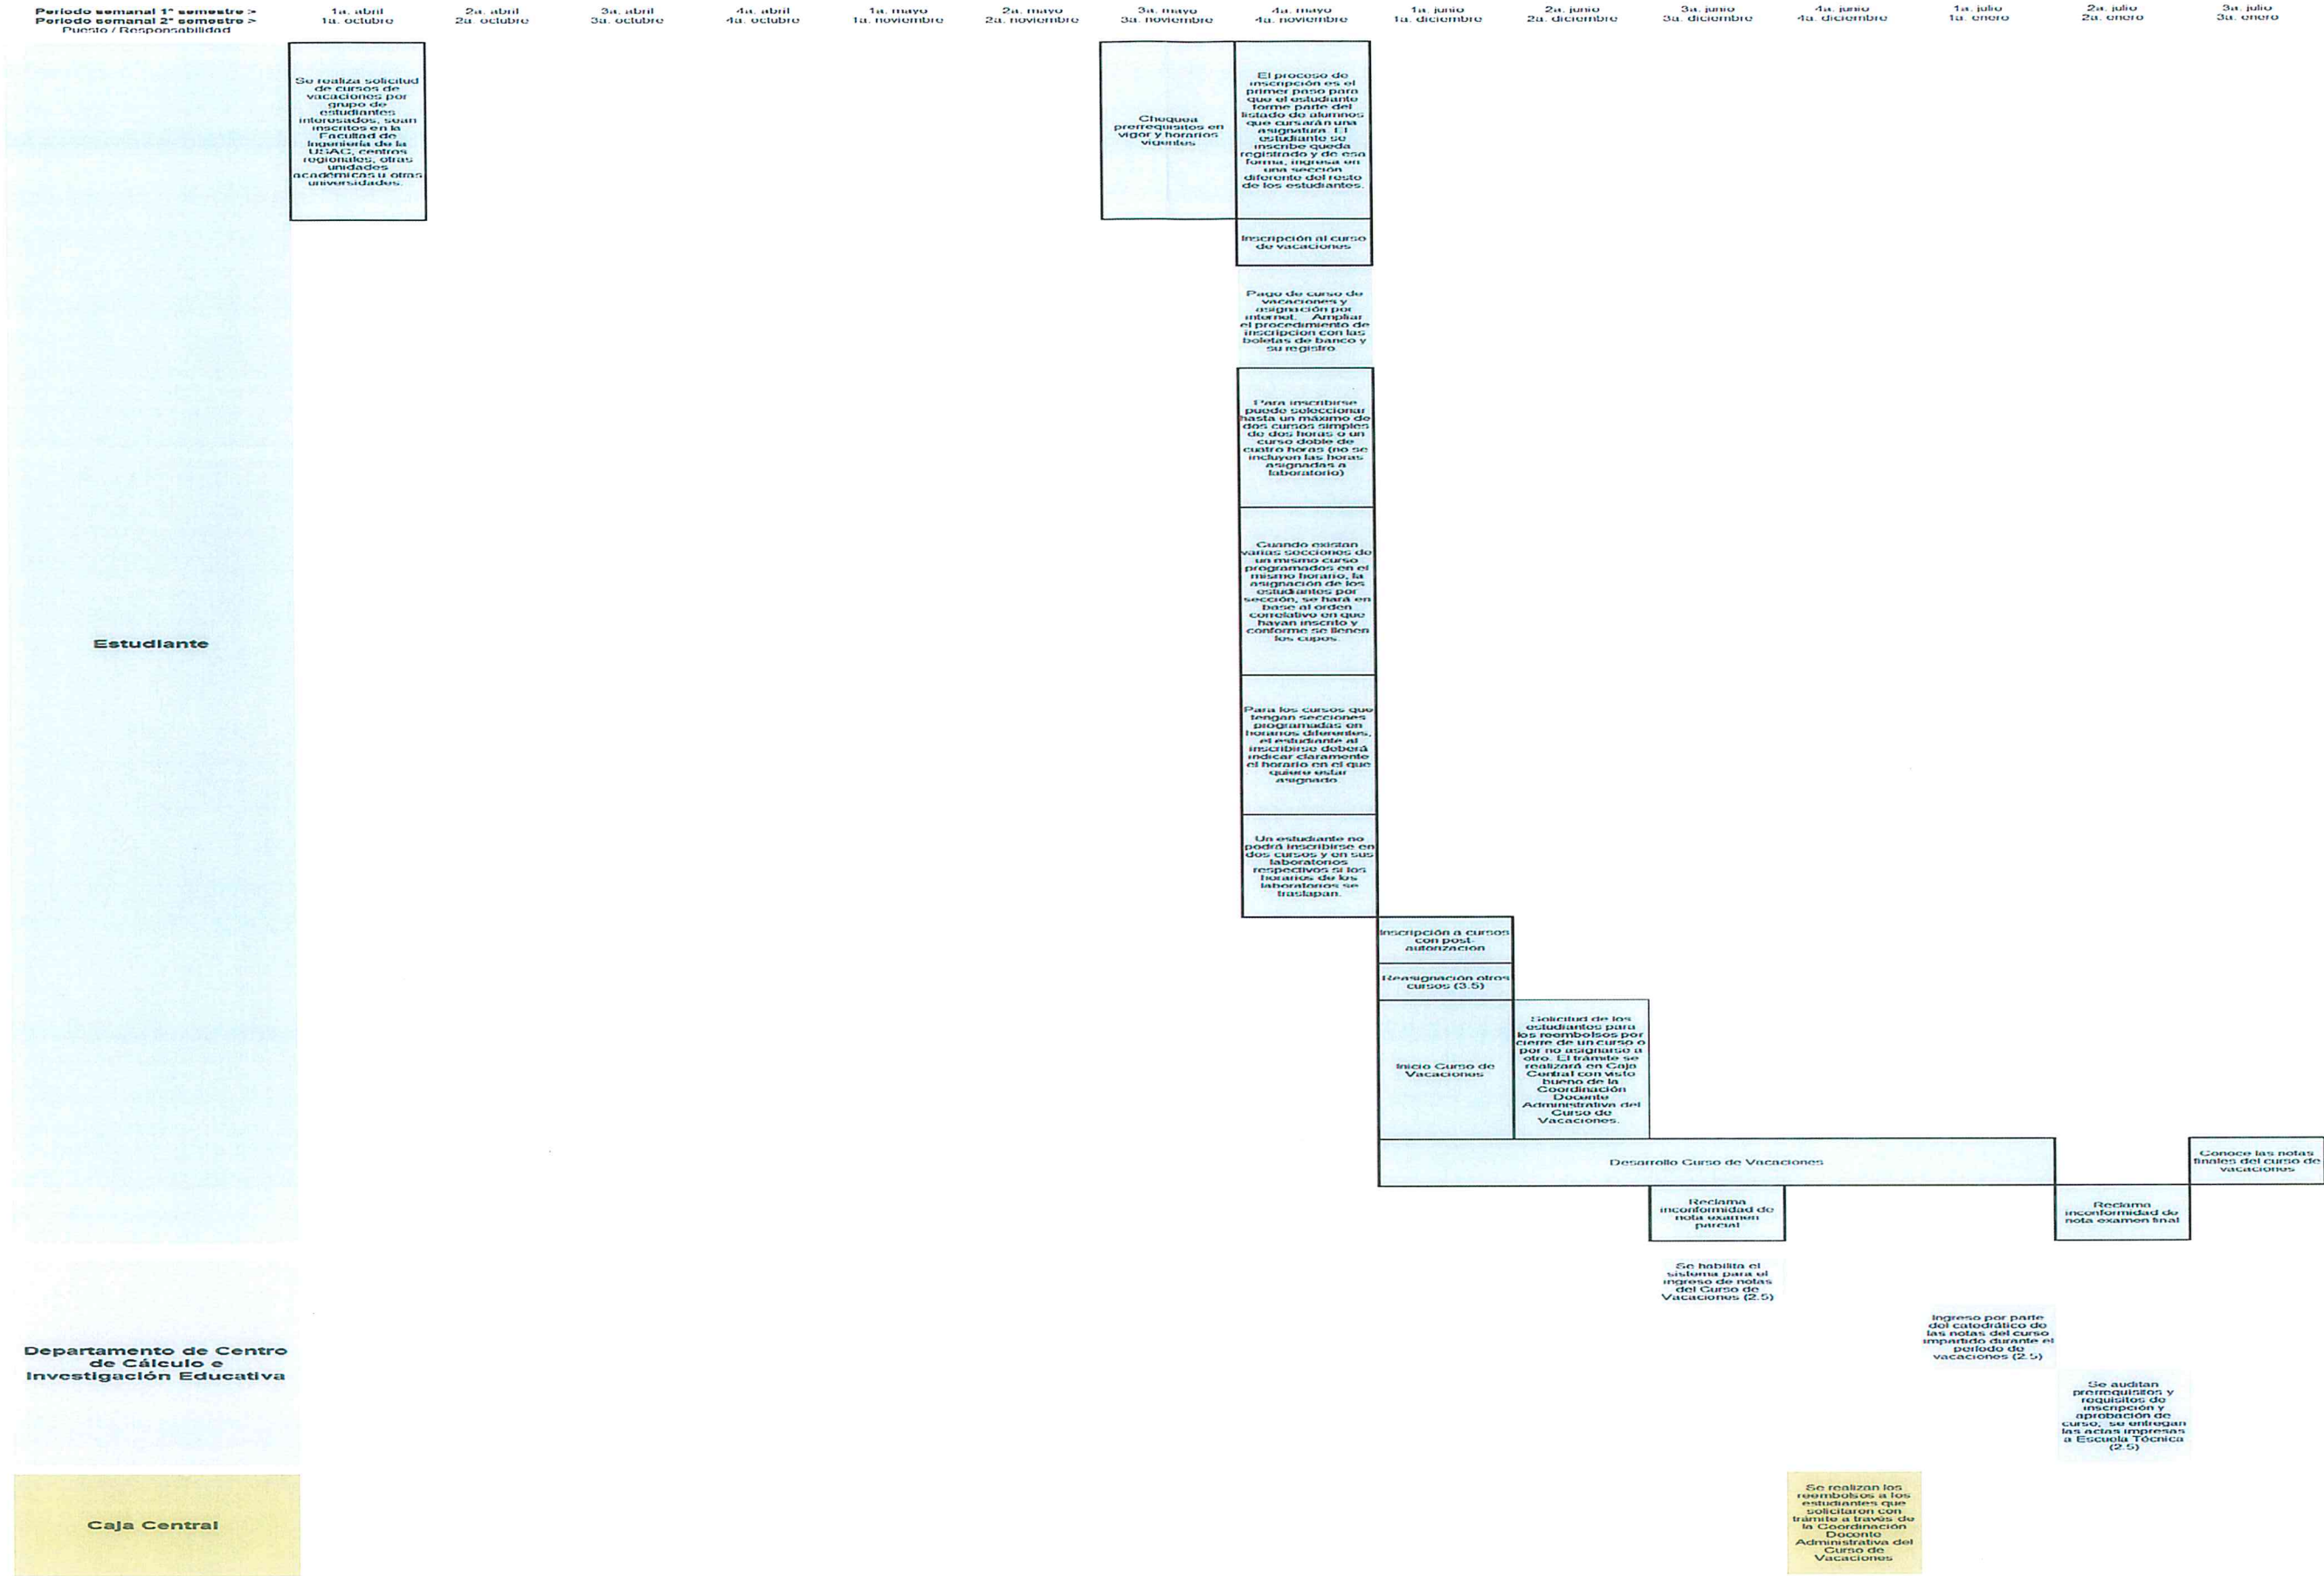 Período semanal 1° semestre :> 1a. abril 2a. abril 3a. abril 4a. abril 1a. mayo 2a. mayo 3a. mayo 4a. mayo 1a. junio 2a. junio 3a. junio 4a. junio 1a. julio 2a. julio 3a. julio
Período semanal 2° semestre > 1a. octubre 2a. octubre 3a. octubre 4a. octubre 1a. noviembre 2a. noviembre 3a. noviembre 4a. noviembre 1a. diciembre 2a. diciembre 3a. diciembre 4a. diciembre 1a. enero 2a. enero 3a. enero
Puesto / Responsabilidad
Estudiante
Se realiza solicitud
de cursos de
vacaciones por
grupo de
estudiantes
interesados, sean
inscritos en la
Facultad de
Ingeniería de la
USAC, centros
regionales, otras
unidades
académicas u otras
universidades.
Chequea
prerrequisitos en
vigor y horarios
vigentes
El proceso de
inscripción es el
primer paso para
que el estudiante
forme parte del
listado de alumnos
que cursarán una
asignatura. El
estudiante se
inscribe queda
registrado y de esa
forma, ingresa en
una sección
diferente del resto
de los estudiantes.
Inscripción al curso
de vacaciones
Pago de curso de
vacaciones y
asignación por
internet. Ampliar
el procedimiento de
inscripcion con las
boletas de banco y
su registro.
Para inscribirse
puede seleccionar
hasta un máximo de
dos cursos simples
de dos horas o un
curso doble de
cuatro horas (no se
incluyen las horas
asignadas a
laboratorio)
Cuando existan
varias secciones de
un mismo curso
programados en el
mismo horario, la
asignación de los
estudiantes por
sección, se hará en
base al orden
correlativo en que
hayan inscrito y
conforme se llenen
los cupos.
Para los cursos que
tengan secciones
programadas en
horarios diferentes,
el estudiante al
inscribirse deberá
indicar claramente
el horario en el que
quiere estar
asignado.
Un estudiante no
podrá inscribirse en
dos cursos y en sus
laboratorios
respectivos si los
horarios de los
laboratorios se
traslapan.
Inscripción a cursos
con post-
autorización
Reasignación otros
cursos (3.5)
Inicio Curso de
Vacaciones
Solicitud de los
estudiantes para
los reembolsos por
cierre de un curso o
por no asignarse a
otro. El trámite se
realizará en Caja
Central con visto
bueno de la
Coordinación
Docente
Administrativa del
Curso de
Vacaciones.
Desarrollo Curso de Vacaciones
Conoce las notas
finales del curso de
vacaciones
Reclama
inconformidad de
nota examen
parcial
Reclama
inconformidad de
nota examen final
Departamento de Centro
de Cálculo e
Investigación Educativa
Se habilita el
sistema para el
ingreso de notas
del Curso de
Vacaciones (2.5)
Ingreso por parte
del catedrático de
las notas del curso
impartido durante el
período de
vacaciones (2.5)
Se auditan
prerrequisitos y
requisitos de
inscripción y
aprobación de
curso; se entregan
las actas impresas
a Escuela Técnica
(2.5)
Caja Central
Se realizan los
reembolsos a los
estudiantes que
solicitaron con
trámite a través de
la Coordinación
Docente
Administrativa del
Curso de
Vacaciones